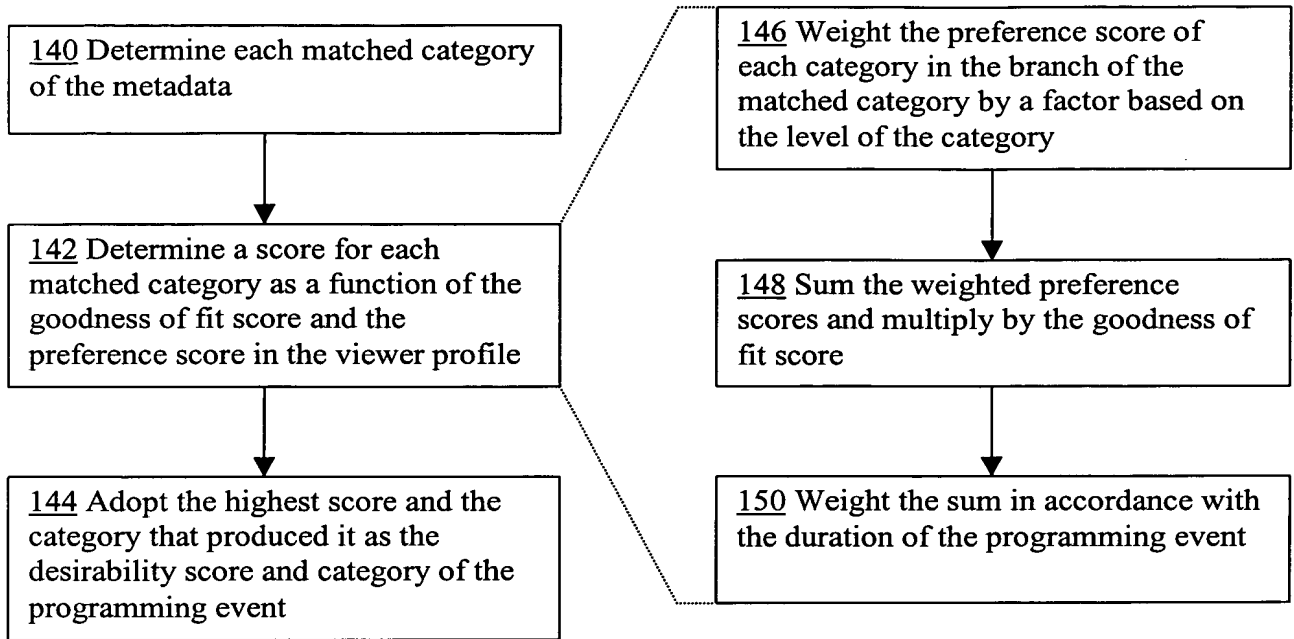 140 Determine each matched category
of the metadata
142 Determine a score for each
matched category as a function of the
goodness of fit score and the
preference score in the viewer profile
144 Adopt the highest score and the
category that produced it as the
desirability score and category of the
programming event
146 Weight the preference score of
each category in the branch of the
matched category by a factor based on
the level of the category
148 Sum the weighted preference
scores and multiply by the goodness of
fit score
150 Weight the sum in accordance with
the duration of the programming event